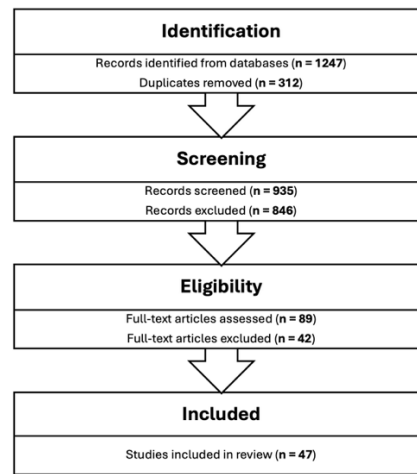 Identification
Records identified from databases (n = 1247)
Duplicates removed (n = 312)
Screening
Records screened (n = 935)
Records excluded (n = 846)
Eligibility
Full-text articles assessed (n = 89)
Full-text articles excluded (n = 42)
Included
Studies included in review (n = 47)